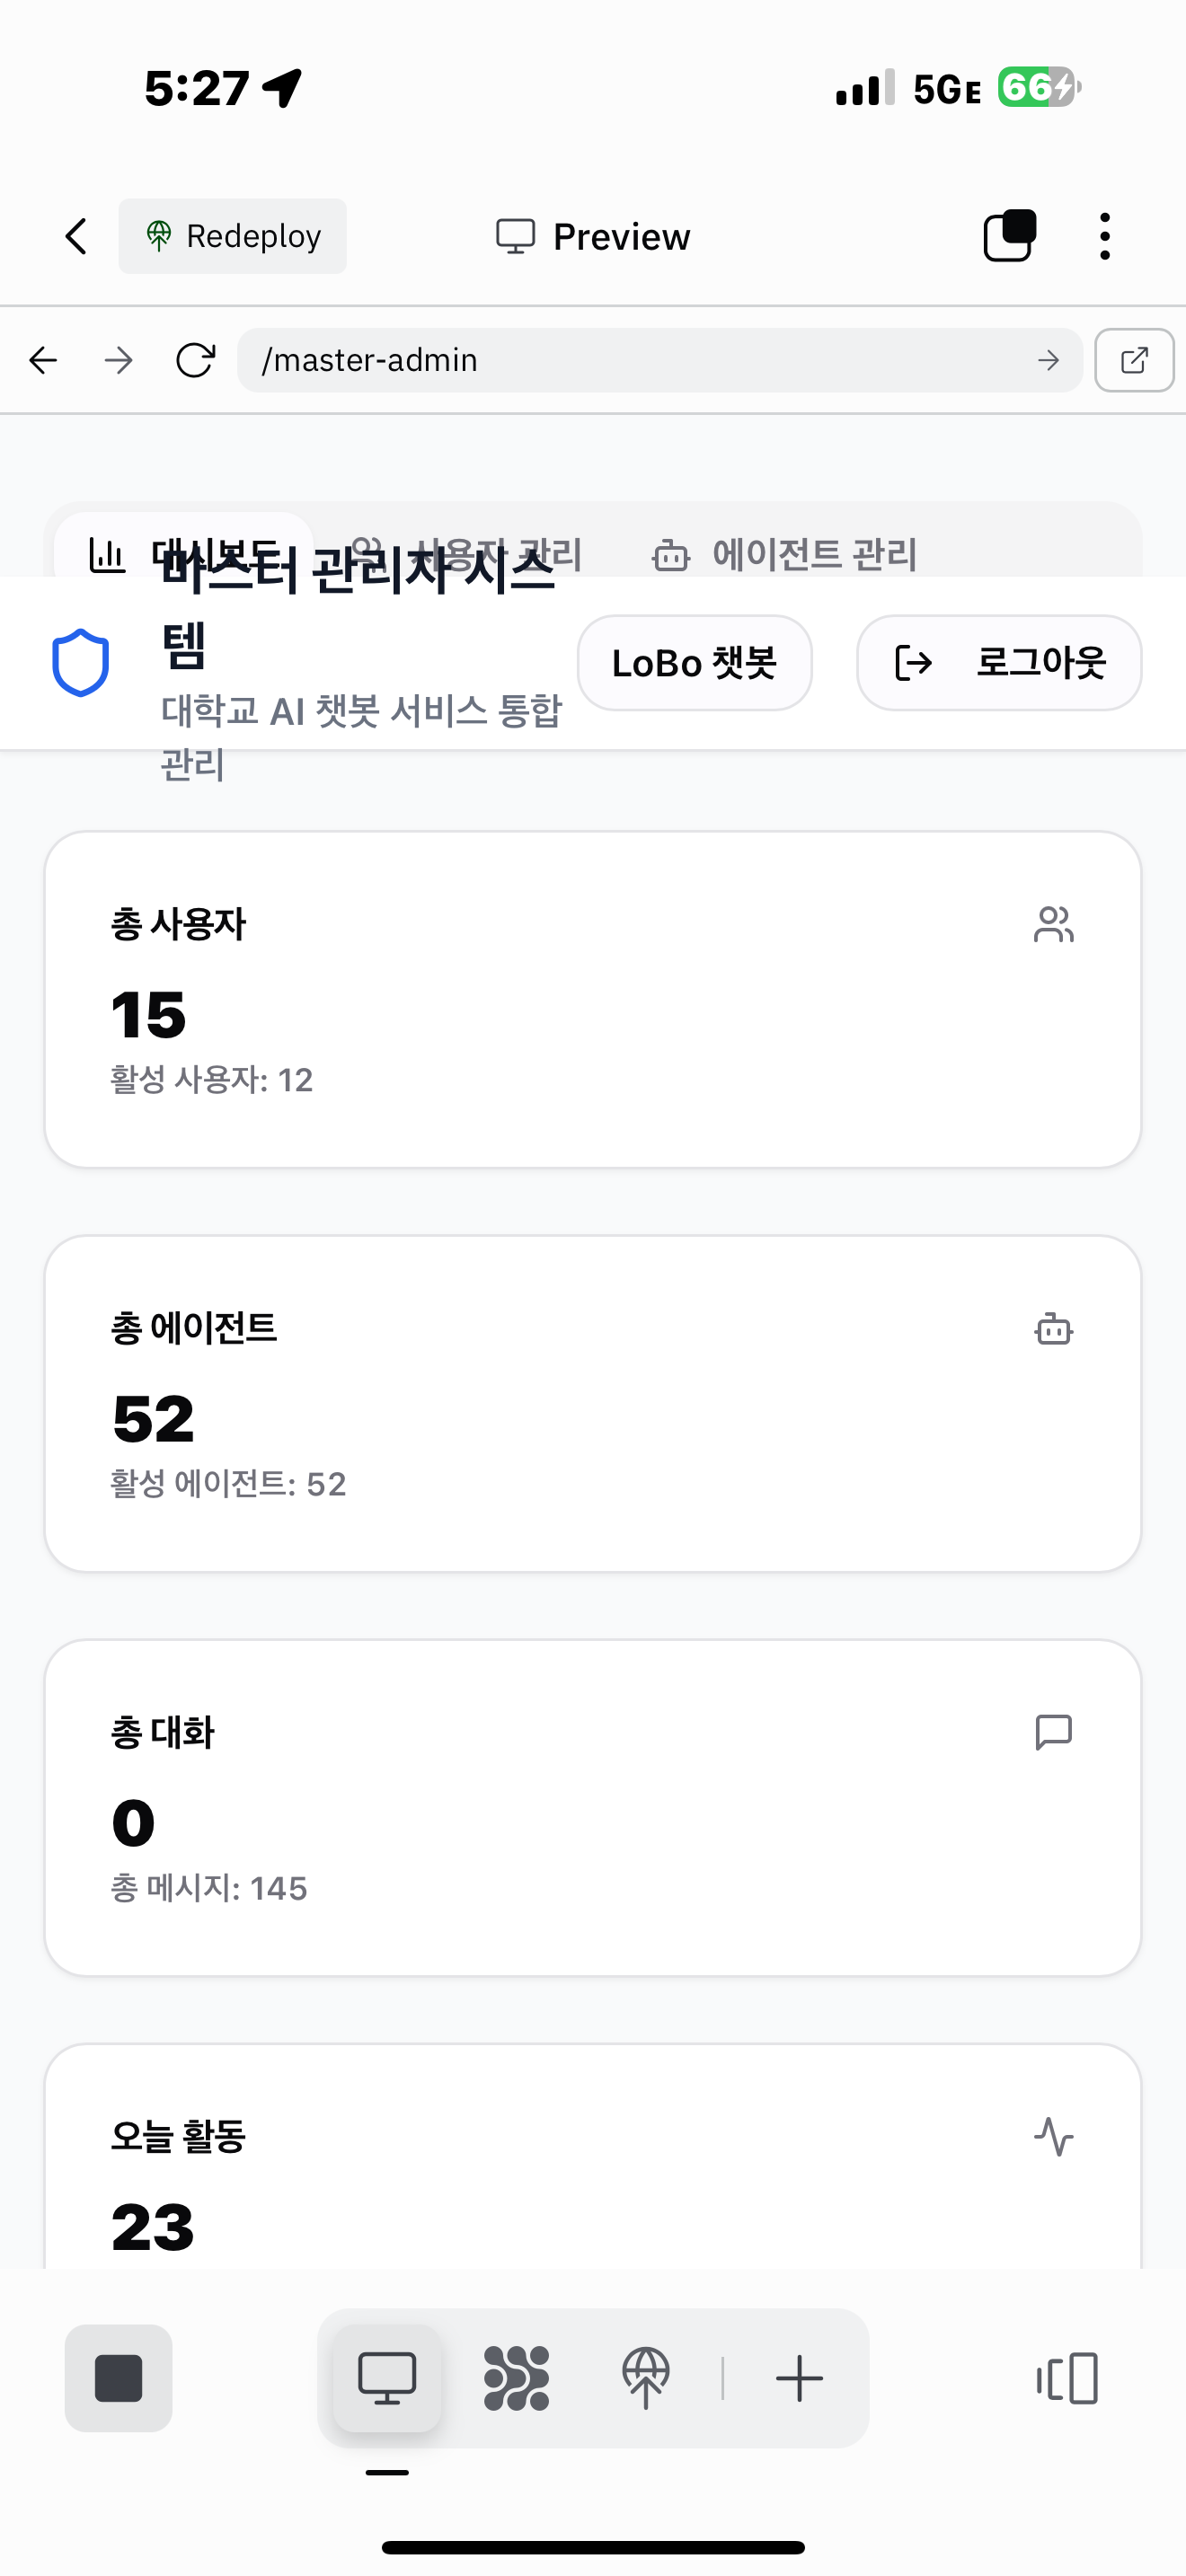 5:27
5GE 66
Redeploy
Preview
/master-admin
대시보드 사용자 관리 에이전트 관리
마스터 관리자 시스
템
LoBo 챗봇
로그아웃
대학교 AI 챗봇 서비스 통합
관리
총 사용자
15
활성 사용자: 12
총 에이전트
52
활성 에이전트: 52
총 대화
0
총 메시지: 145
오늘 활동
23